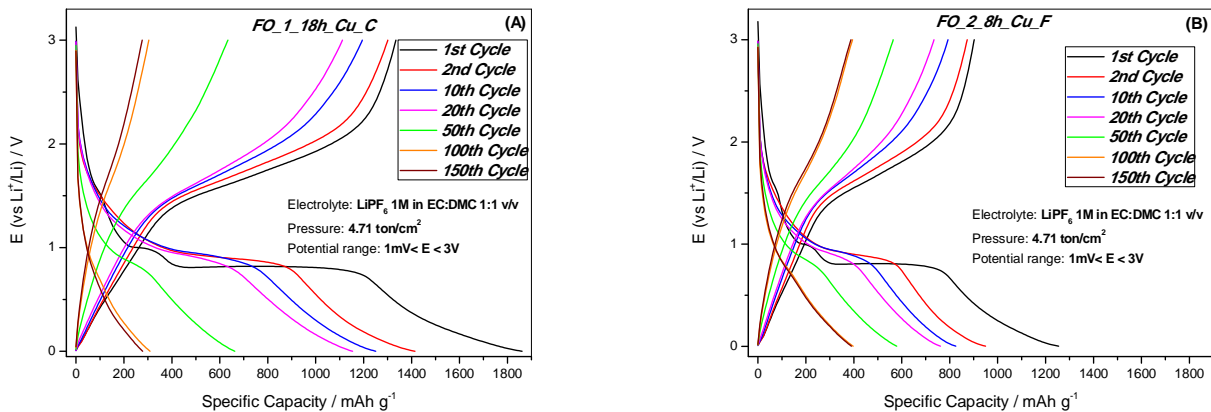 FO_1_18h_Cu_C
(A)
1st Cycle
2nd Cycle
10th Cycle
20th Cycle
50th Cycle
100th Cycle
150th Cycle
Electrolyte: LiPF6 1M in EC:DMC 1:1 v/v
Pressure: 4.71 ton/cm²
Potential range: 1mV< E < 3V
E (vs Li⁺/Li) / V
3
2
1
0
0 200 400 600 800 1000 1200 1400 1600 1800
Specific Capacity / mAh g⁻¹
FO_2_8h_Cu_F
(B)
1st Cycle
2nd Cycle
10th Cycle
20th Cycle
50th Cycle
100th Cycle
150th Cycle
Electrolyte: LiPF6 1M in EC:DMC 1:1 v/v
Pressure: 4.71 ton/cm²
Potential range: 1mV< E < 3V
E (vs Li⁺/Li) / V
3
2
1
0
0 200 400 600 800 1000 1200 1400 1600 1800
Specific Capacity / mAh g⁻¹